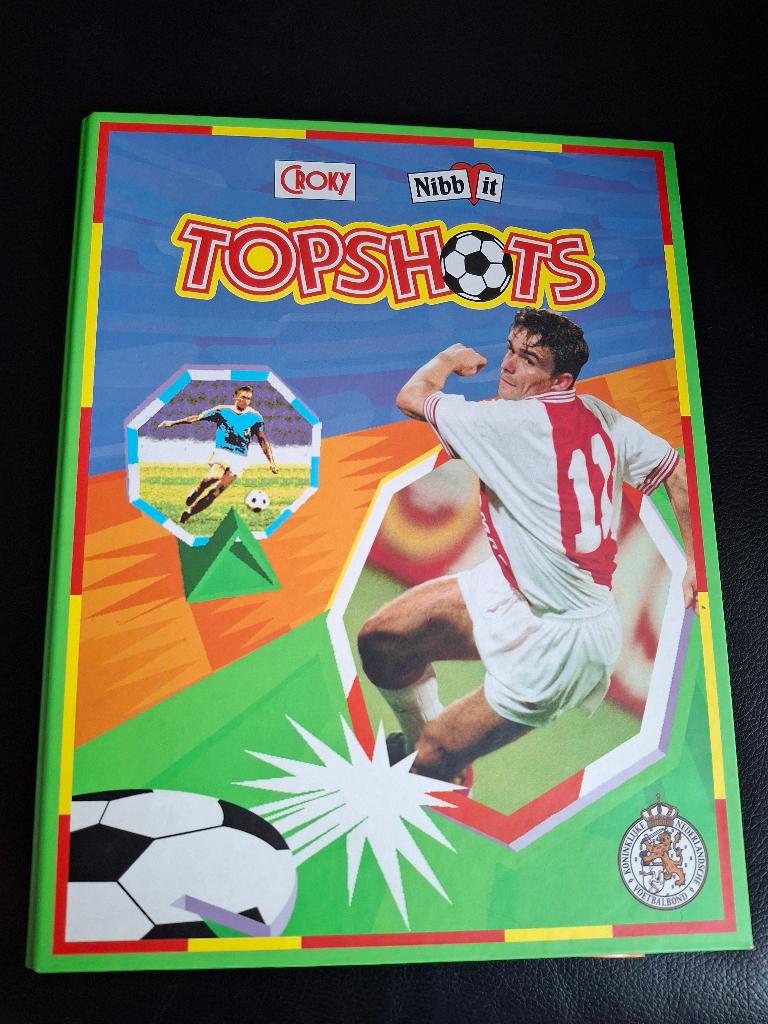 CROKY
Nibb it
TOPSHOTS
11
KONINKLIJKE NEDERLANDSCHE
VOETBALBOND